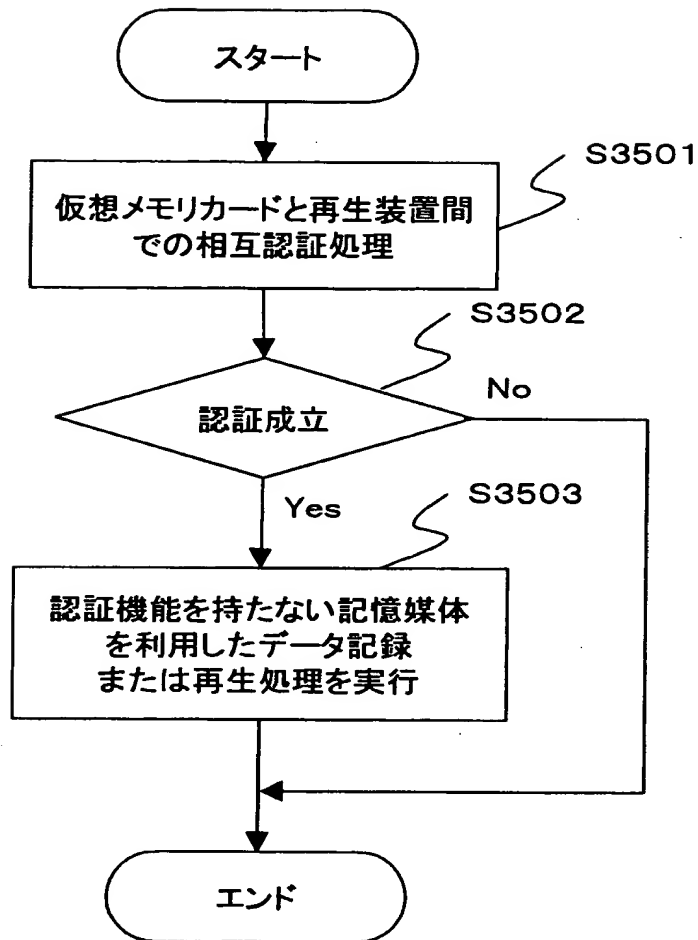 スタート
S3501
仮想メモリカードと再生装置間
での相互認証処理
S3502
認証成立
No
Yes
S3503
認証機能を持たない記憶媒体
を利用したデータ記録
または再生処理を実行
エンド